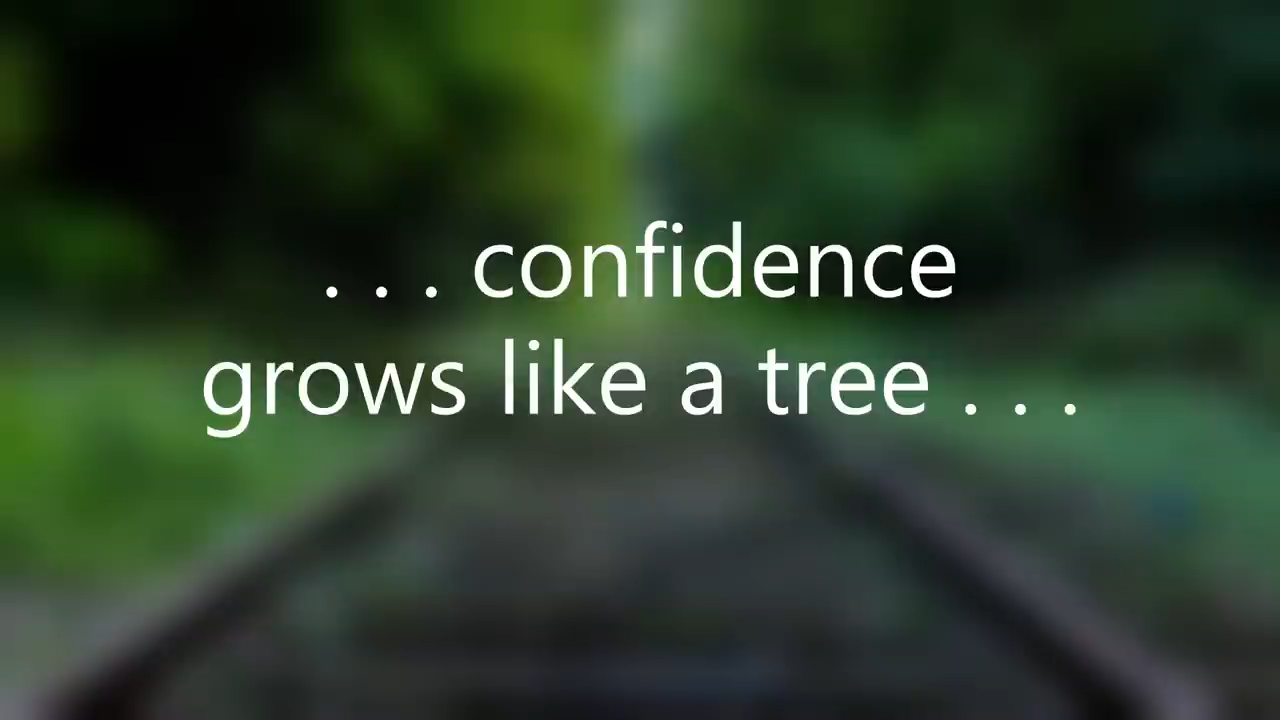 . . . confidence
grows like a tree . . .